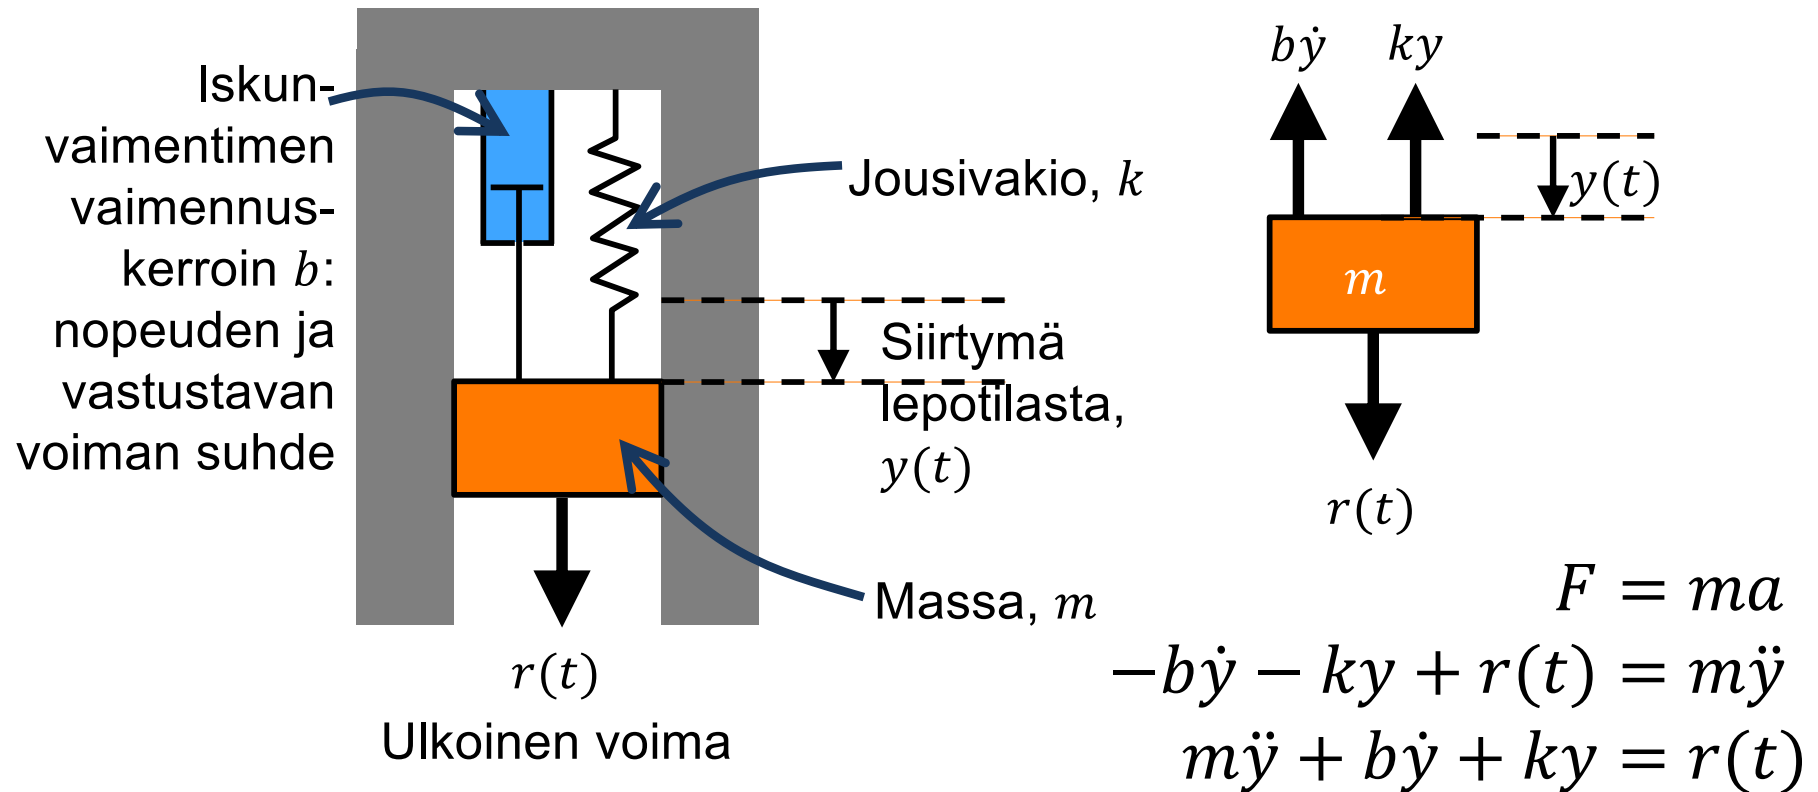 Iskun-
vaimentimen
vaimennus-
kerroin b:
nopeuden ja
vastustavan
voiman suhde
Jousivakio, k
Siirtymä
lepotilasta,
y(t)
Massa, m
r(t)
Ulkoinen voima
bẏ ky
y(t)
m
r(t)
F = ma
−bẏ − ky + r(t) = mÿ
mÿ + bẏ + ky = r(t)